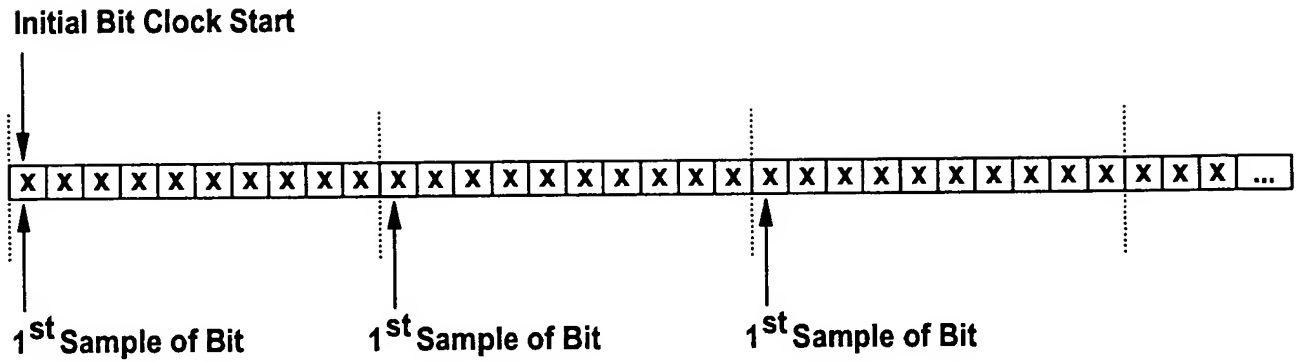 Initial Bit Clock Start
X X X X X X X X X X X X X X X X X X X X X X X X X X X X X X X X X ...
1st Sample of Bit 1st Sample of Bit 1st Sample of Bit